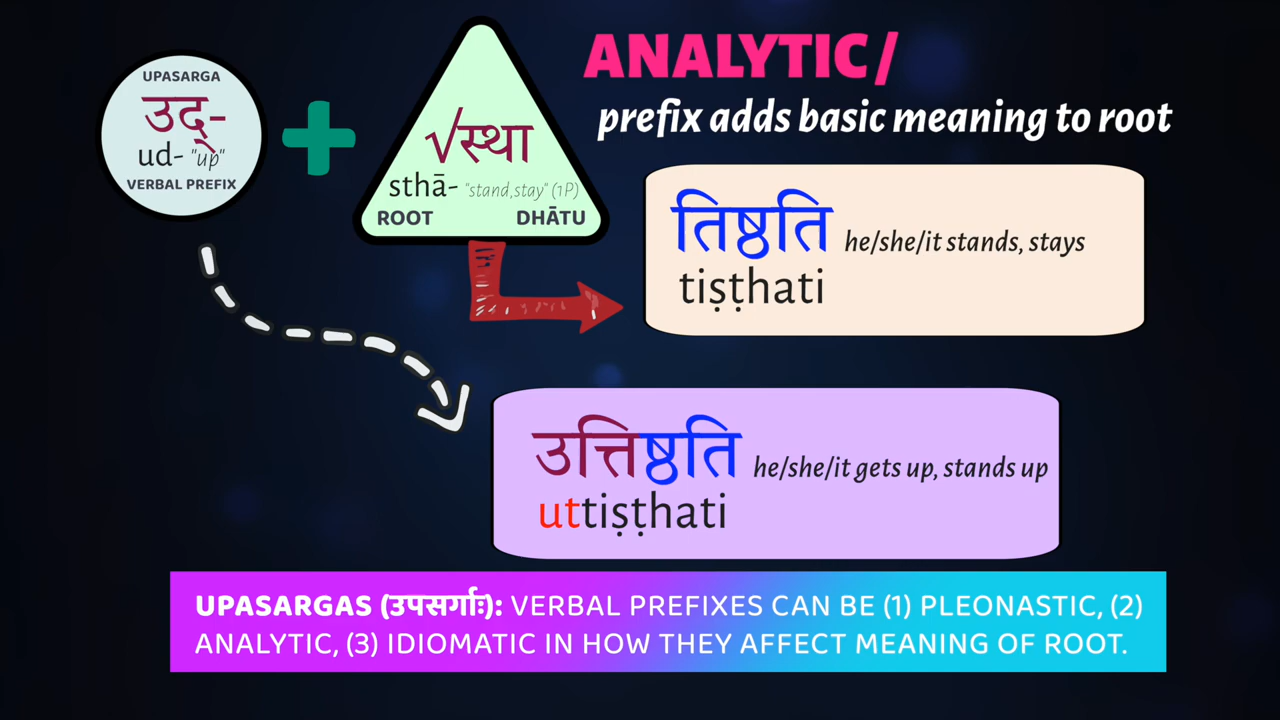 UPASARGA
उद्-
ud- "up"
VERBAL PREFIX
√स्था
sthā- "stand,stay" (1P)
ROOT DHĀTU
ANALYTIC/
prefix adds basic meaning to root
तिष्ठति he/she/it stands, stays
tiṣṭhati
उत्तिष्ठति he/she/it gets up, stands up
uttiṣṭhati
UPASARGAS (उपसर्गाः): VERBAL PREFIXES CAN BE (1) PLEONASTIC, (2)
ANALYTIC, (3) IDIOMATIC IN HOW THEY AFFECT MEANING OF ROOT.